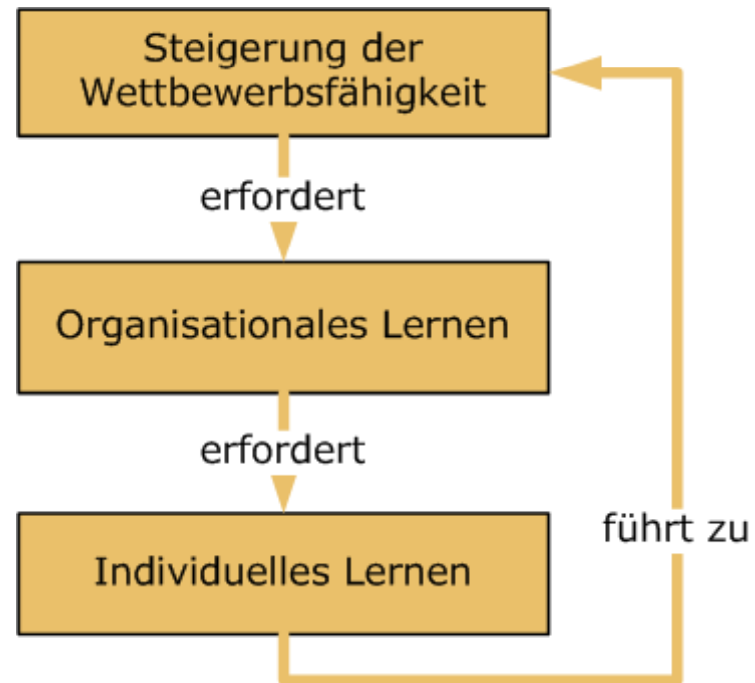 Steigerung der
Wettbewerbsfähigkeit
erfordert
Organisationales Lernen
erfordert
führt zu
Individuelles Lernen